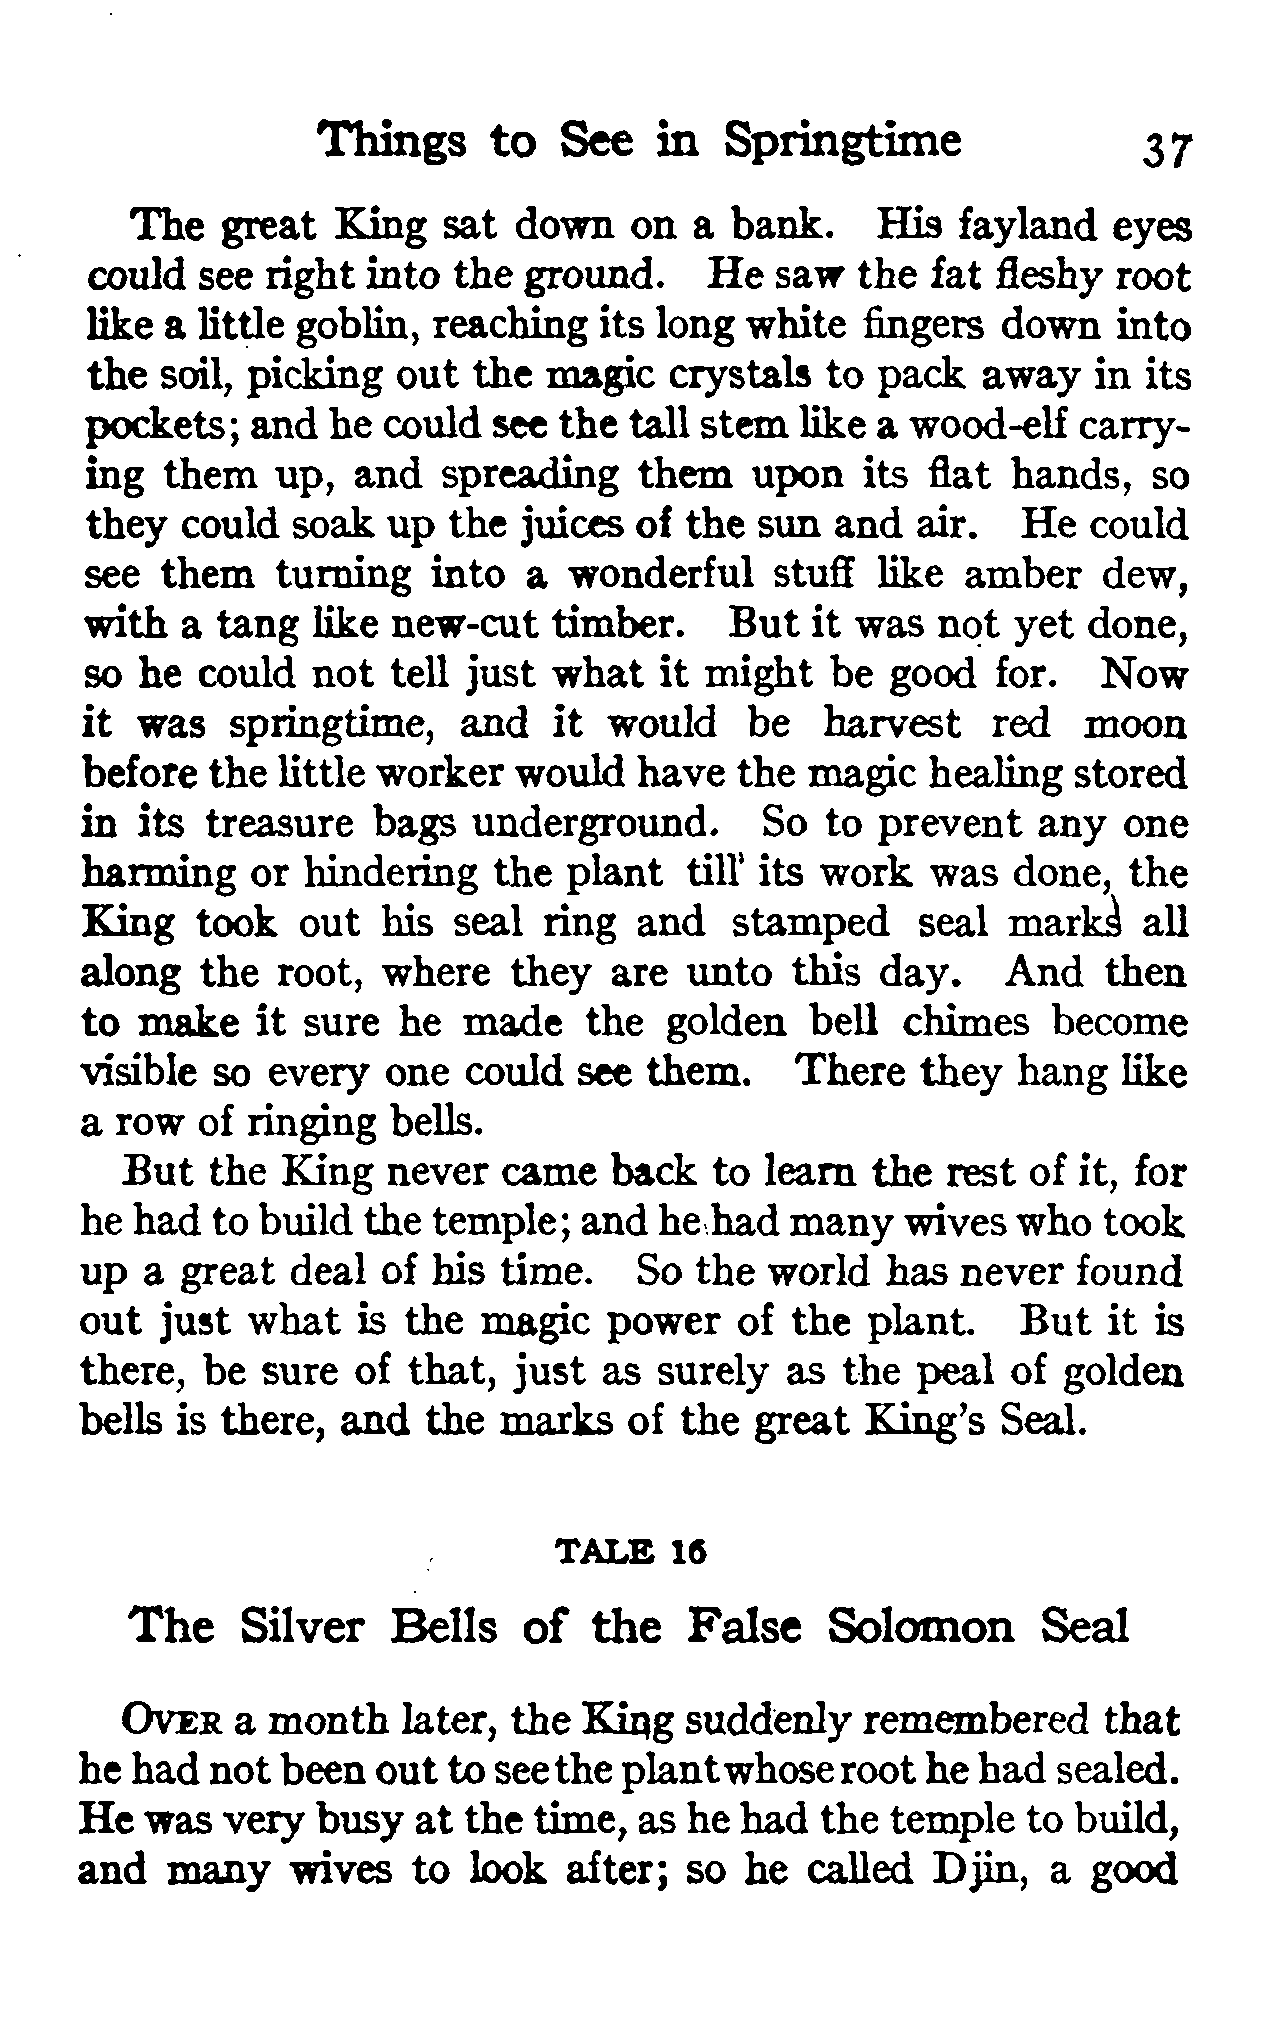 Things to See in Springtime 37
The great King sat down on a bank. His fayland eyes
could see right into the ground. He saw the fat fleshy root
like a little goblin, reaching its long white fingers down into
the soil, picking out the magic crystals to pack away in its
pockets; and he could see the tall stem like a wood-elf carry-
ing them up, and spreading them upon its flat hands, so
they could soak up the juices of the sun and air. He could
see them turning into a wonderful stuff like amber dew,
with a tang like new-cut timber. But it was not yet done,
so he could not tell just what it might be good for. Now
it was springtime, and it would be harvest red moon
before the little worker would have the magic healing stored
in its treasure bags underground. So to prevent any one
harming or hindering the plant till its work was done, the
King took out his seal ring and stamped seal marks all
along the root, where they are unto this day. And then
to make it sure he made the golden bell chimes become
visible so every one could see them. There they hang like
a row of ringing bells.
But the King never came back to learn the rest of it, for
he had to build the temple; and he had many wives who took
up a great deal of his time. So the world has never found
out just what is the magic power of the plant. But it is
there, be sure of that, just as surely as the peal of golden
bells is there, and the marks of the great King's Seal.
TALE 16
The Silver Bells of the False Solomon Seal
OVER a month later, the King suddenly remembered that
he had not been out to see the plant whose root he had sealed.
He was very busy at the time, as he had the temple to build,
and many wives to look after; so he called Djin, a good